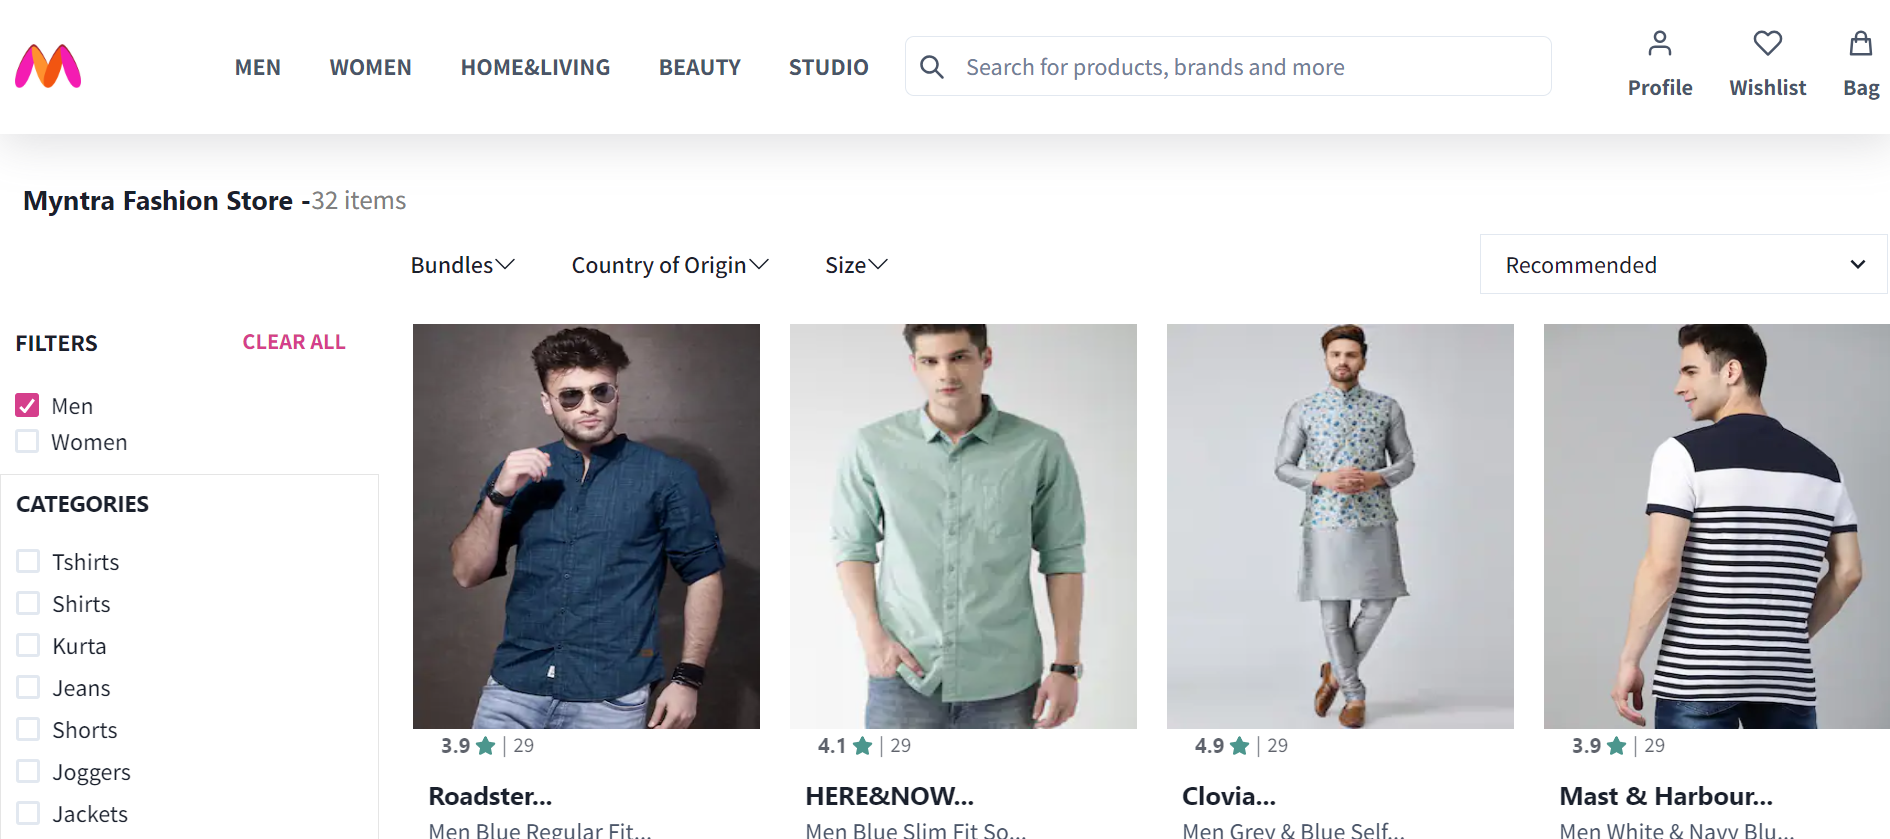 MEN WOMEN HOME&LIVING BEAUTY STUDIO Search for products, brands and more Profile Wishlist Bag
Myntra Fashion Store -32 items
Bundles Country of Origin Size Recommended
FILTERS CLEAR ALL
Men
Women
CATEGORIES
Tshirts
Shirts
Kurta
Jeans
Shorts
Joggers
Jackets
3.9 | 29
Roadster...
Men Blue Regular Fit...
4.1 | 29
HERE&NOW...
Men Blue Slim Fit So...
4.9 | 29
Clovia...
Men Grey & Blue Self...
3.9 | 29
Mast & Harbour...
Men White & Navy Blu...